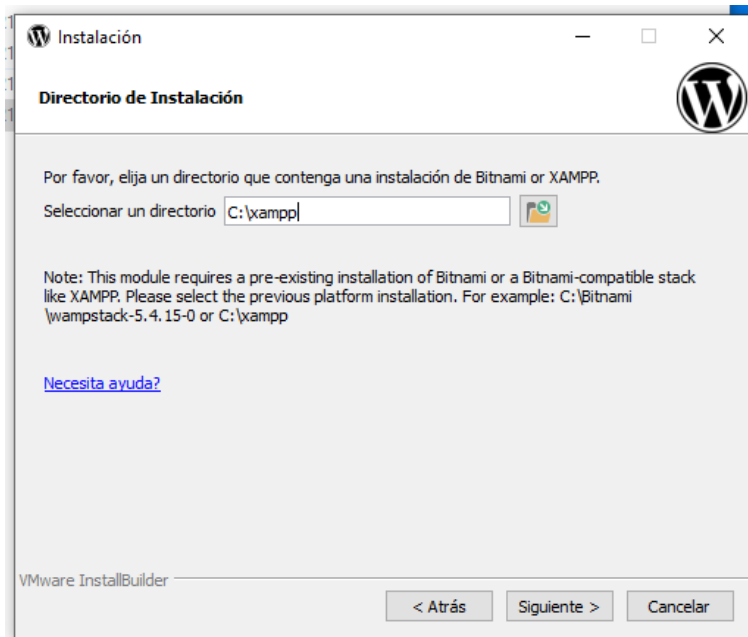 Instalación
Directorio de Instalación
Por favor, elija un directorio que contenga una instalación de Bitnami or XAMPP.
Seleccionar un directorio C:\xampp
Note: This module requires a pre-existing installation of Bitnami or a Bitnami-compatible stack
like XAMPP. Please select the previous platform installation. For example: C:\Bitnami
\wampstack-5.4.15-0 or C:\xampp
Necesita ayuda?
VMware InstallBuilder
< Atrás Siguiente > Cancelar